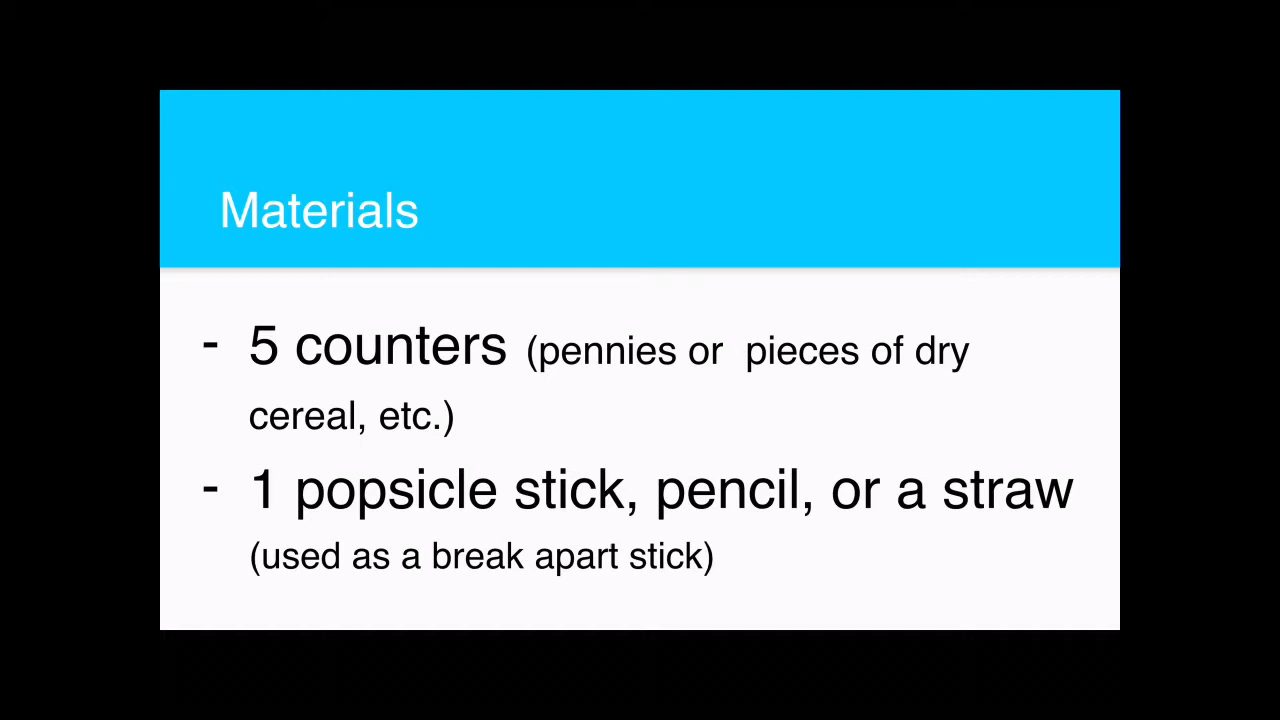 Materials
- 5 counters (pennies or  pieces of dry
cereal, etc.)
- 1 popsicle stick, pencil, or a straw
(used as a break apart stick)